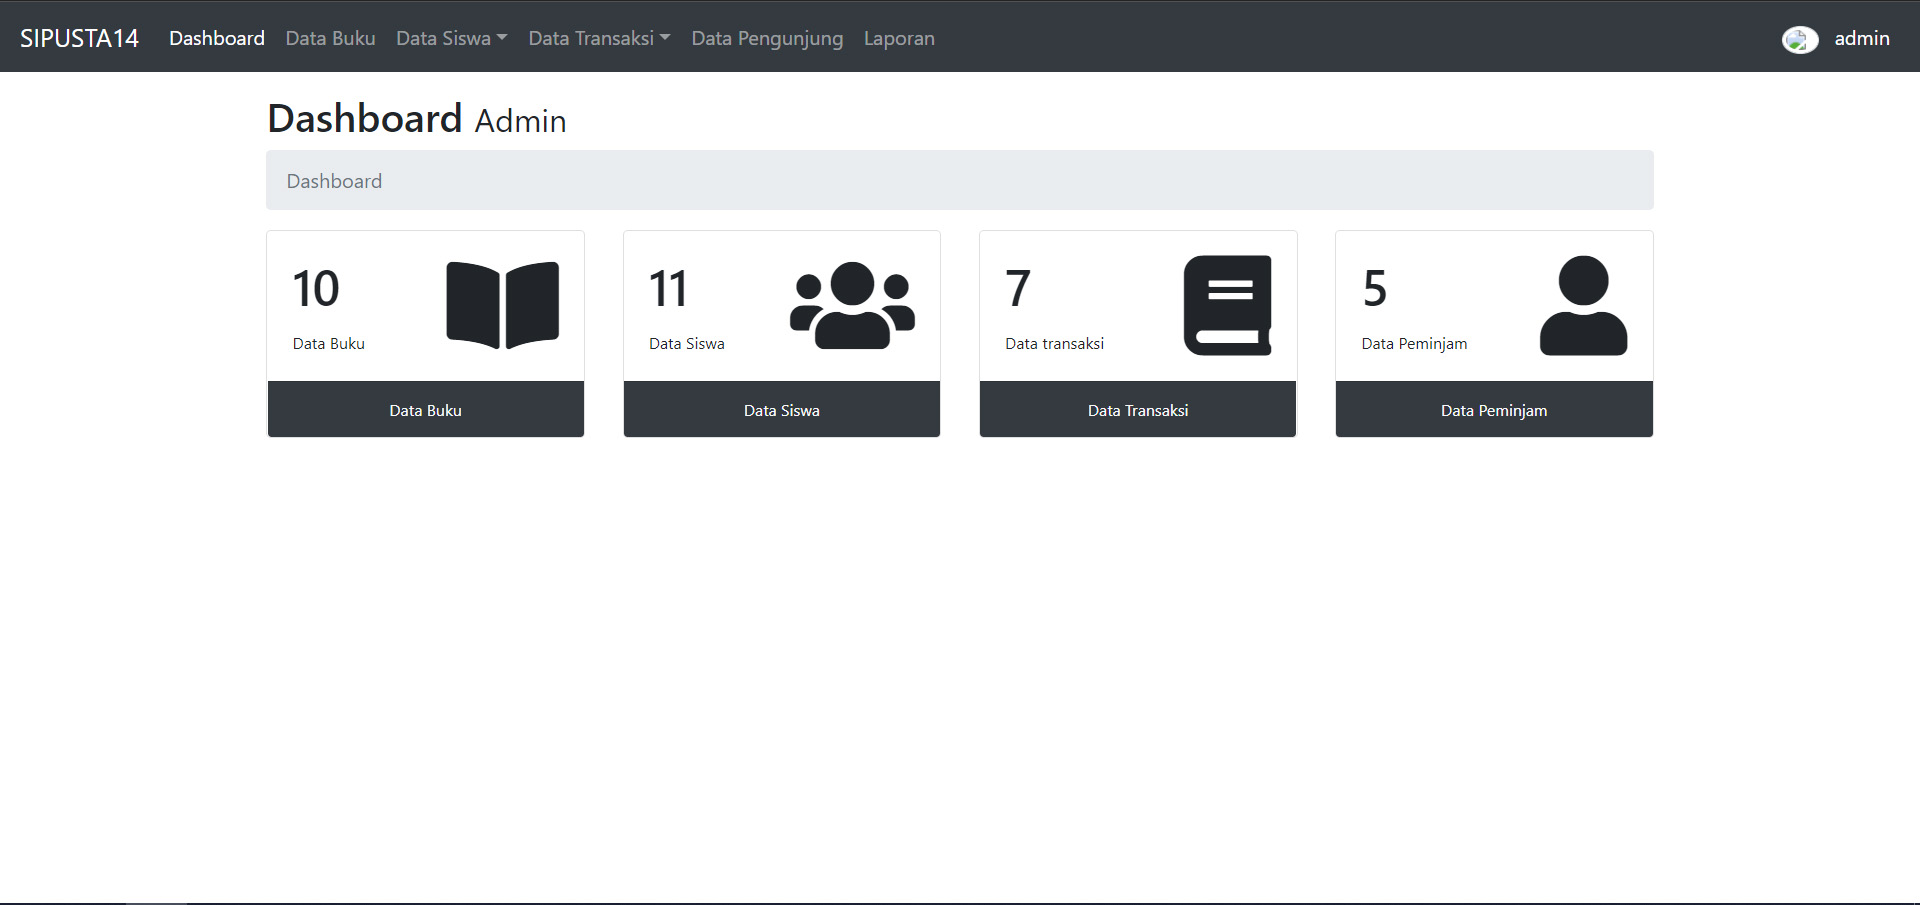 SIPUSTA14 Dashboard Data Buku Data Siswa Data Transaksi Data Pengunjung Laporan admin
Dashboard Admin
Dashboard
10 11 7 5
Data Buku Data Siswa Data transaksi Data Peminjam
Data Buku Data Siswa Data Transaksi Data Peminjam